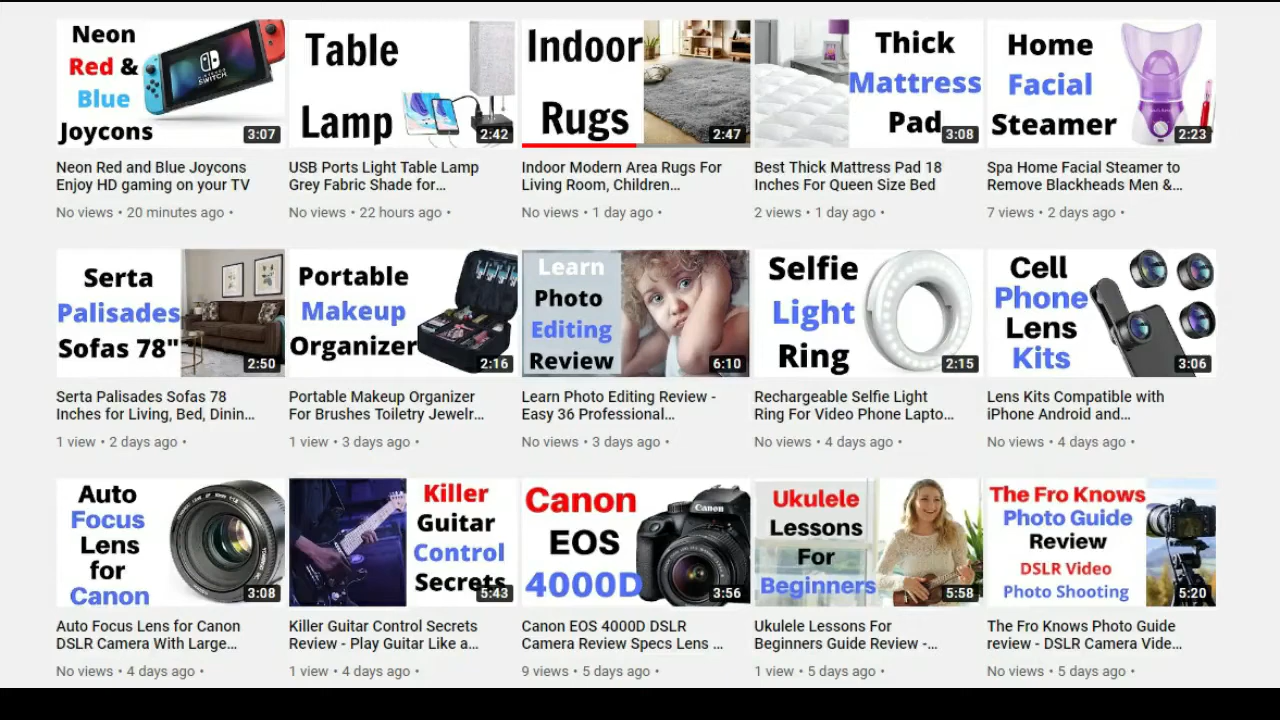 Neon
Red &
Blue
Joycons
NINTENDO
SWITCH
3:07
Table
Lamp
2:42
Indoor
Rugs
2:47
Thick
Mattress
Pad
3:08
Home
Facial
Steamer
2:23
Neon Red and Blue Joycons
Enjoy HD gaming on your TV
No views • 20 minutes ago •
USB Ports Light Table Lamp
Grey Fabric Shade for...
No views • 22 hours ago •
Indoor Modern Area Rugs For
Living Room, Children...
No views • 1 day ago •
Best Thick Mattress Pad 18
Inches For Queen Size Bed
2 views • 1 day ago •
Spa Home Facial Steamer to
Remove Blackheads Men &...
7 views • 2 days ago •
Serta
Palisades
Sofas 78"
2:50
Portable
Makeup
Organizer
2:16
Learn
Photo
Editing
Review
6:10
Selfie
Light
Ring
2:15
Cell
Phone
Lens
Kits
3:06
Serta Palisades Sofas 78
Inches for Living, Bed, Dinin...
1 view • 2 days ago •
Portable Makeup Organizer
For Brushes Toiletry Jewelr...
1 view • 3 days ago •
Learn Photo Editing Review -
Easy 36 Professional...
No views • 3 days ago •
Rechargeable Selfie Light
Ring For Video Phone Lapto...
No views • 4 days ago •
Lens Kits Compatible with
iPhone Android and...
No views • 4 days ago •
Auto
Focus
Lens
for
Canon
3:08
Killer
Guitar
Control
Secrets
5:43
Canon
EOS
4000D
Canon
3:56
Ukulele
Lessons
For
Beginners
5:58
The Fro Knows
Photo Guide
Review
DSLR Video
Photo Shooting
5:20
Auto Focus Lens for Canon
DSLR Camera With Large...
No views • 4 days ago •
Killer Guitar Control Secrets
Review - Play Guitar Like a...
1 view • 4 days ago •
Canon EOS 4000D DSLR
Camera Review Specs Lens ...
9 views • 5 days ago •
Ukulele Lessons For
Beginners Guide Review -...
1 view • 5 days ago •
The Fro Knows Photo Guide
review - DSLR Camera Vide...
No views • 5 days ago •